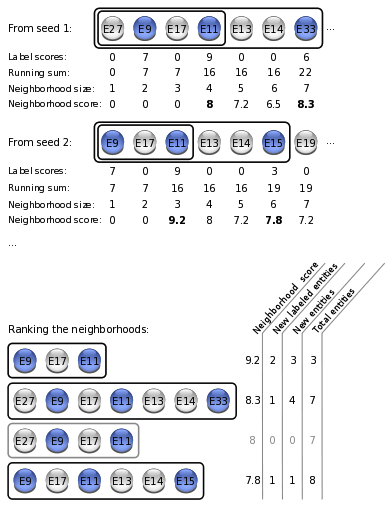 From seed 1: E27 E9 E17 E11 E13 E14 E33 ...
Label scores: 0 7 0 9 0 0 6
Running sum: 0 7 7 16 16 16 22
Neighborhood size: 1 2 3 4 5 6 7
Neighborhood score: 0 0 0 8 7.2 6.5 8.3
From seed 2: E9 E17 E11 E13 E14 E15 E19 ...
Label scores: 7 0 9 0 0 3 0
Running sum: 7 7 16 16 16 19 19
Neighborhood size: 1 2 3 4 5 6 7
Neighborhood score: 0 0 9.2 8 7.2 7.8 7.2
...
Neighborhood score
New labeled entities
New entities
Total entities
Ranking the neighborhoods:
E9 E17 E11 9.2 2 3 3
E27 E9 E17 E11 E13 E14 E33 8.3 1 4 7
E27 E9 E17 E11 8 0 0 7
E9 E17 E11 E13 E14 E15 7.8 1 1 8